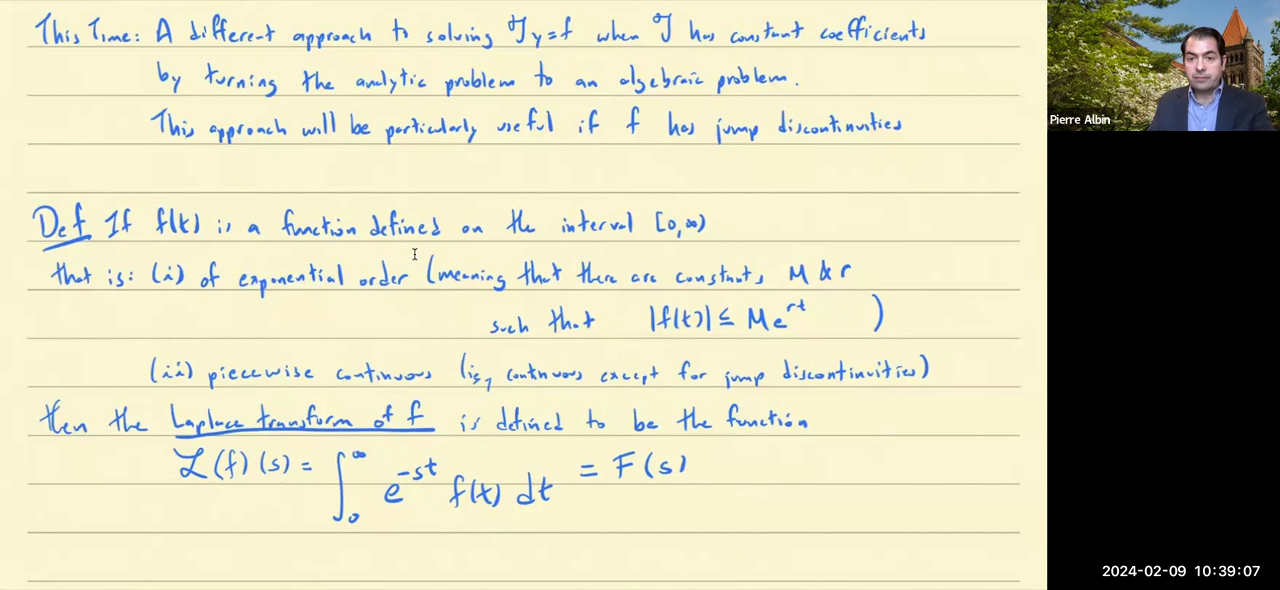 This Time: A different approach to solving 𝒯y=f when 𝒯 has constant coefficients
by turning the analytic problem to an algebraic problem.
This approach will be particularly useful if f has jump discontinuities
Def If f(t) is a function defined on the interval [0,∞)
that is: (i) of exponential order (meaning that there are constants M & r
such that |f(t)| ≤ Me^{rt} )
(ii) piecewise continuous (ie, continuous except for jump discontinuities)
then the Laplace transform of f is defined to be the function
ℒ(f)(s) = ∫_0^∞ e^{-st} f(t) dt = F(s)
Pierre Albin
2024-02-09 10:39:07